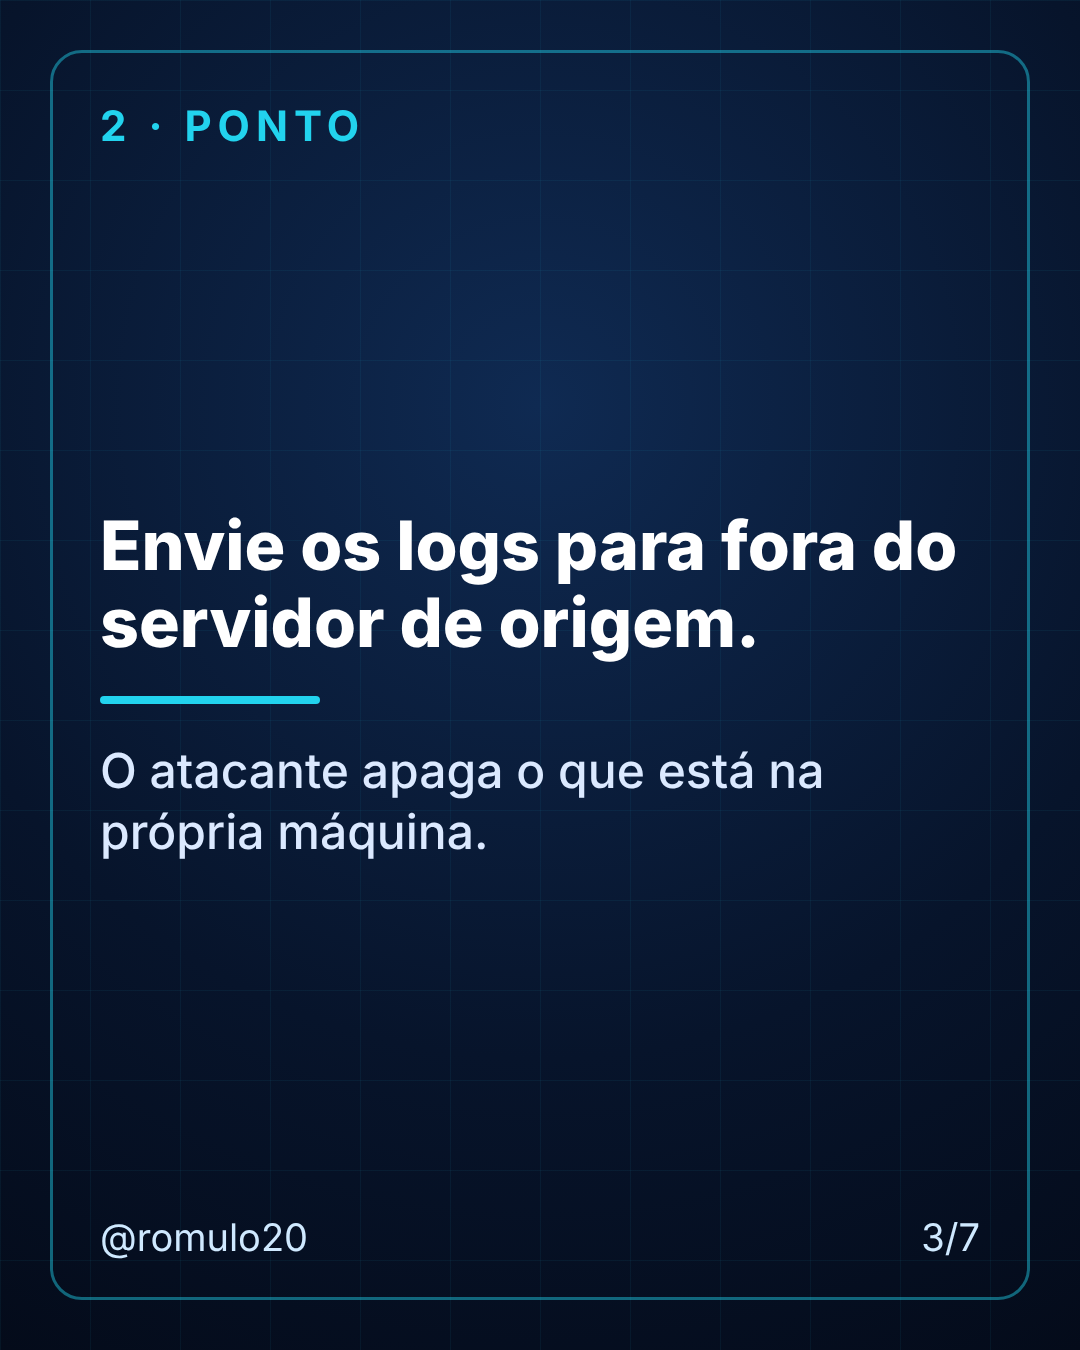 2 · PONTO
Envie os logs para fora do
servidor de origem.
O atacante apaga o que está na
própria máquina.
@romulo20
3/7